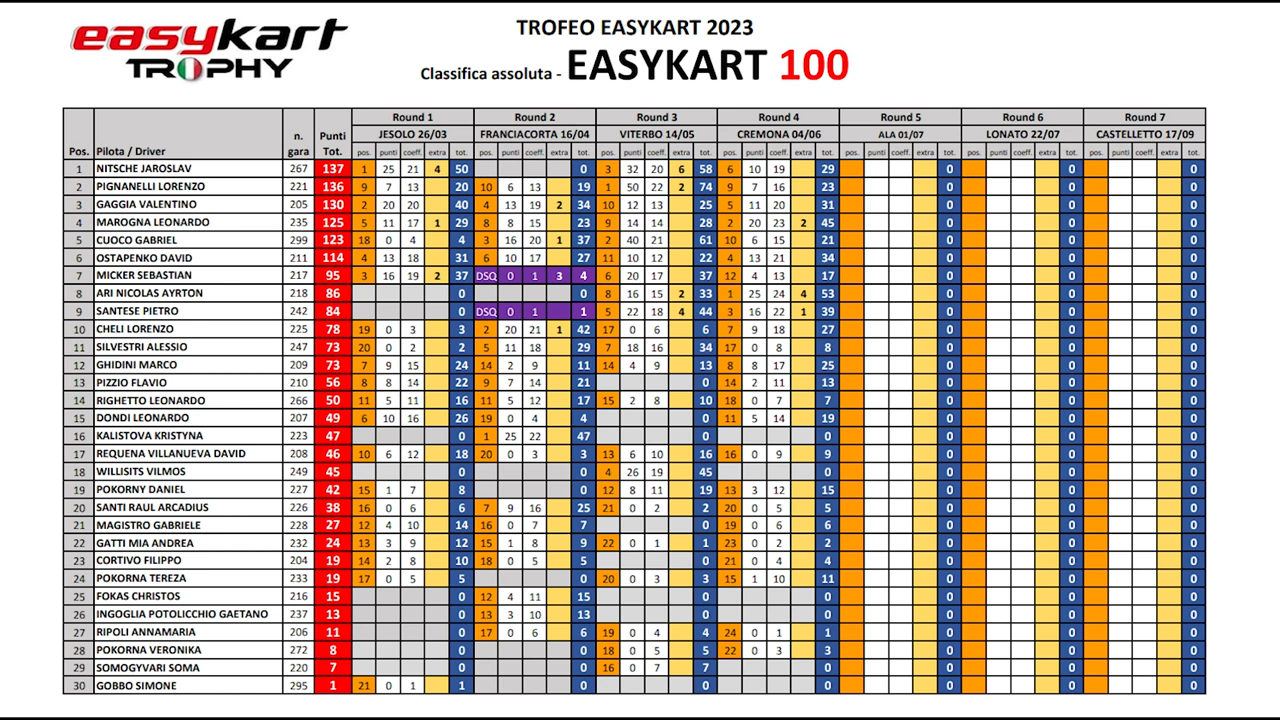 easykart
TROPHY
TROFEO EASYKART 2023
Classifica assoluta - EASYKART 100
Round 1 Round 2 Round 3 Round 4 Round 5 Round 6 Round 7
n. Punti JESOLO 26/03 FRANCIACORTA 16/04 VITERBO 14/05 CREMONA 04/06 ALA 01/07 LONATO 22/07 CASTELLETTO 17/09
Pos. Pilota / Driver gara Tot. pos. punti coeff. extra tot. pos. punti coeff. extra tot. pos. punti coeff. extra tot. pos. punti coeff. extra tot. pos. punti coeff. extra tot. pos. punti coeff. extra tot. pos. punti coeff. extra tot.
1 NITSCHE JAROSLAV 267 137 1 25 21 4 50 0 3 32 20 6 58 6 10 19 29 0 0 0
2 PIGNANELLI LORENZO 221 136 9 7 13 20 10 6 13 19 1 50 22 2 74 9 7 16 23 0 0 0
3 GAGGIA VALENTINO 205 130 2 20 20 40 4 13 19 2 34 10 12 13 25 5 11 20 31 0 0 0
4 MAROGNA LEONARDO 235 125 5 11 17 1 29 8 8 15 23 9 14 14 28 2 20 23 2 45 0 0 0
5 CUOCO GABRIEL 299 123 18 0 4 4 3 16 20 1 37 2 40 21 61 10 6 15 21 0 0 0
6 OSTAPENKO DAVID 211 114 4 13 18 31 6 10 17 27 11 10 12 22 4 13 21 34 0 0 0
7 MICKER SEBASTIAN 217 95 3 16 19 2 37 DSQ 0 1 3 4 6 20 17 37 12 4 13 17 0 0 0
8 ARI NICOLAS AYRTON 218 86 0 0 8 16 15 2 33 1 25 24 4 53 0 0 0
9 SANTESE PIETRO 242 84 0 DSQ 0 1 1 5 22 18 4 44 3 16 22 1 39 0 0 0
10 CHELI LORENZO 225 78 19 0 3 3 2 20 21 1 42 17 0 6 6 7 9 18 27 0 0 0
11 SILVESTRI ALESSIO 247 73 20 0 2 2 5 11 18 29 7 18 16 34 17 0 8 8 0 0 0
12 GHIDINI MARCO 209 73 7 9 15 24 14 2 9 11 14 4 9 13 8 8 17 25 0 0 0
13 PIZZIO FLAVIO 210 56 8 8 14 22 9 7 14 21 0 14 2 11 13 0 0 0
14 RIGHETTO LEONARDO 266 50 11 5 11 16 11 5 12 17 15 2 8 10 18 0 7 7 0 0 0
15 DONDI LEONARDO 207 49 6 10 16 26 19 0 4 4 0 11 5 14 19 0 0 0
16 KALISTOVA KRISTYNA 223 47 0 1 25 22 47 0 0 0 0 0
17 REQUENA VILLANUEVA DAVID 208 46 10 6 12 18 20 0 3 3 13 6 10 16 16 0 9 9 0 0 0
18 WILLISITS VILMOS 249 45 0 0 4 26 19 45 0 0 0 0
19 POKORNY DANIEL 227 42 15 1 7 8 0 12 8 11 19 13 3 12 15 0 0 0
20 SANTI RAUL ARCADIUS 226 38 16 0 6 6 7 9 16 25 21 0 2 2 20 0 5 5 0 0 0
21 MAGISTRO GABRIELE 228 27 12 4 10 14 16 0 7 7 0 19 0 6 6 0 0 0
22 GATTI MIA ANDREA 232 24 13 3 9 12 15 1 8 9 22 0 1 1 23 0 2 2 0 0 0
23 CORTIVO FILIPPO 204 19 14 2 8 10 18 0 5 5 0 21 0 4 4 0 0 0
24 POKORNA TEREZA 233 19 17 0 5 5 0 20 0 3 3 15 1 10 11 0 0 0
25 FOKAS CHRISTOS 216 15 0 12 4 11 15 0 0 0 0 0
26 INGOGLIA POTOLICCHIO GAETANO 237 13 0 13 3 10 13 0 0 0 0 0
27 RIPOLI ANNAMARIA 206 11 0 17 0 6 6 19 0 4 4 24 0 1 1 0 0 0
28 POKORNA VERONIKA 272 8 0 0 18 0 5 5 22 0 3 3 0 0 0
29 SOMOGYVARI SOMA 220 7 0 0 16 0 7 7 0 0 0 0
30 GOBBO SIMONE 295 1 21 0 1 1 0 0 0 0 0 0